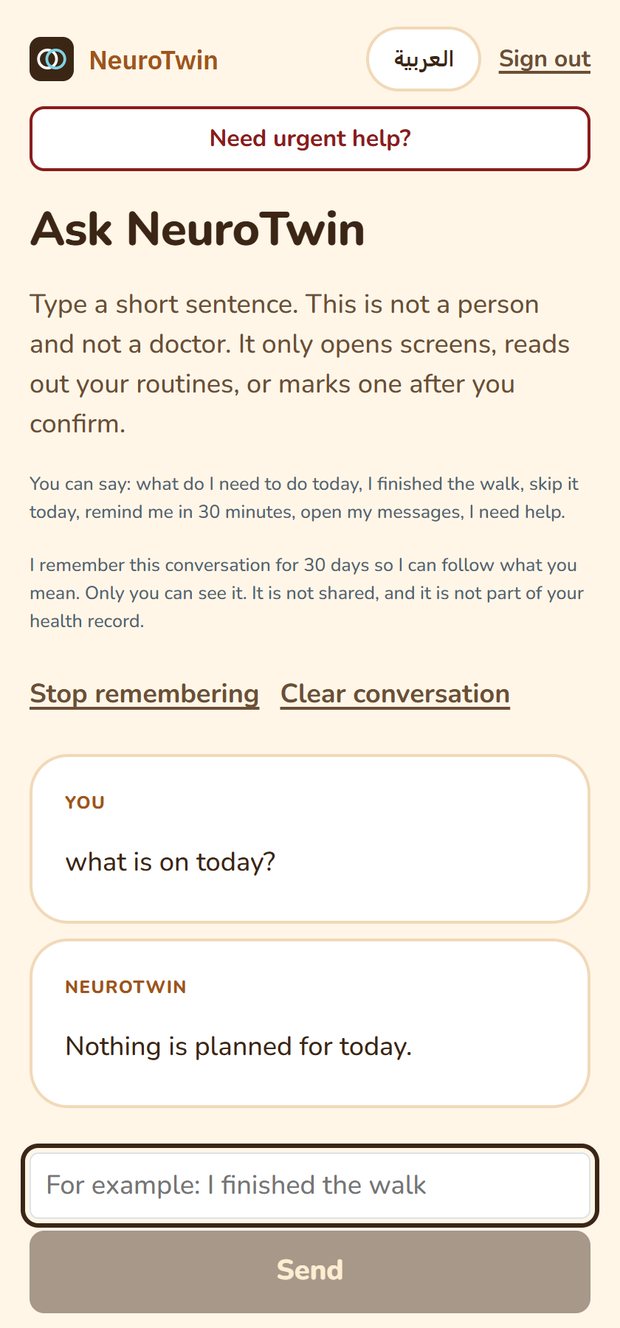 NeuroTwin
العربية
Sign out
Need urgent help?
Ask NeuroTwin
Type a short sentence. This is not a person
and not a doctor. It only opens screens, reads
out your routines, or marks one after you
confirm.
You can say: what do I need to do today, I finished the walk, skip it
today, remind me in 30 minutes, open my messages, I need help.
I remember this conversation for 30 days so I can follow what you
mean. Only you can see it. It is not shared, and it is not part of your
health record.
Stop remembering
Clear conversation
YOU
what is on today?
NEUROTWIN
Nothing is planned for today.
For example: I finished the walk
Send